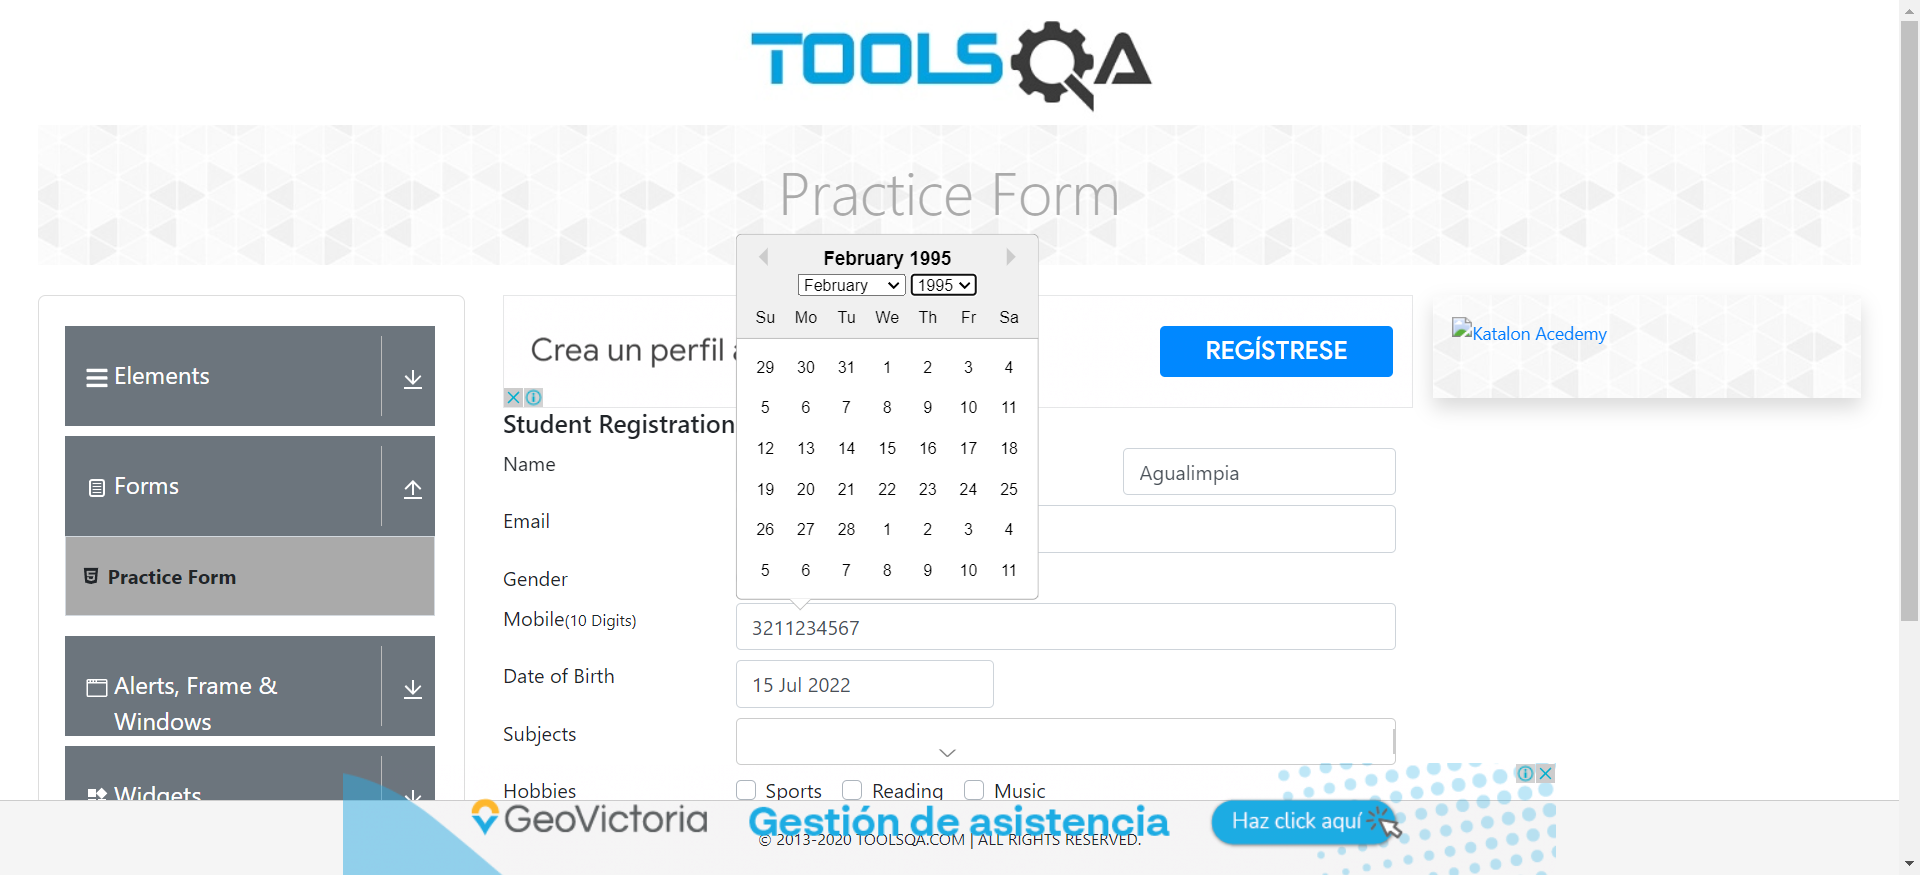 TOOLSQA
Practice Form
February 1995
February 1995
Su Mo Tu We Th Fr Sa
29 30 31 1 2 3 4
5 6 7 8 9 10 11
12 13 14 15 16 17 18
19 20 21 22 23 24 25
26 27 28 1 2 3 4
5 6 7 8 9 10 11
Elements
Forms
Practice Form
Alerts, Frame &
Windows
Widgets
Crea un perfil
REGÍSTRESE
Katalon Acedemy
Student Registration
Name
Agualimpia
Email
Gender
Mobile(10 Digits)
3211234567
Date of Birth
15 Jul 2022
Subjects
Hobbies
Sports Reading Music
GeoVictoria
Gestión de asistencia
Haz click aquí
© 2013-2020 TOOLSQA.COM | ALL RIGHTS RESERVED.